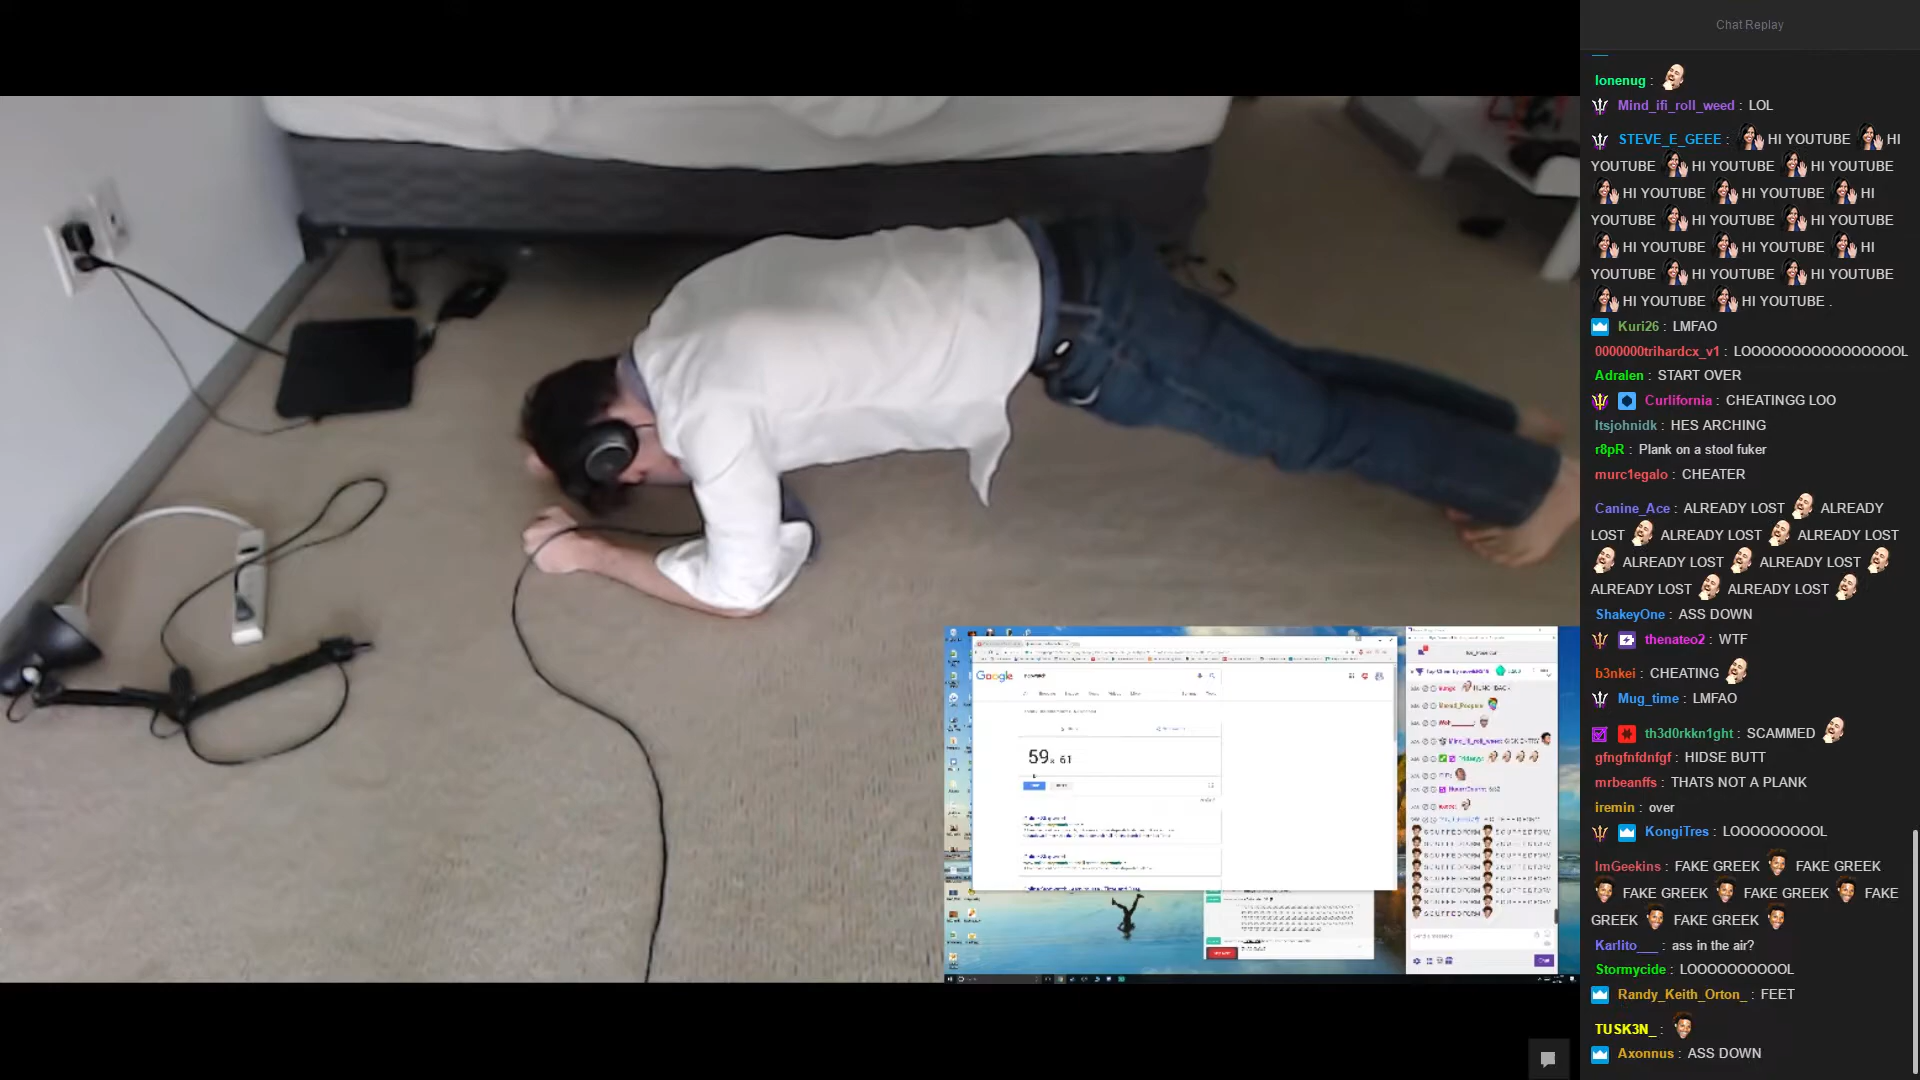 Chat Replay
lonenug :
Mind_ifi_roll_weed : LOL
STEVE_E_GEEE : HI YOUTUBE HI
YOUTUBE HI YOUTUBE HI YOUTUBE
HI YOUTUBE HI YOUTUBE HI
YOUTUBE HI YOUTUBE HI YOUTUBE
HI YOUTUBE HI YOUTUBE HI
YOUTUBE HI YOUTUBE HI YOUTUBE
HI YOUTUBE HI YOUTUBE .
Kuri26 : LMFAO
0000000trihardcx_v1 : LOOOOOOOOOOOOOOOL
Adralen : START OVER
Curlifornia : CHEATINGG LOO
Itsjohnidk : HES ARCHING
r8pR : Plank on a stool fuker
murc1egalo : CHEATER
Canine_Ace : ALREADY LOST ALREADY
LOST ALREADY LOST ALREADY LOST
ALREADY LOST ALREADY LOST
ALREADY LOST ALREADY LOST
ShakeyOne : ASS DOWN
thenateo2 : WTF
b3nkei : CHEATING
Mug_time : LMFAO
th3d0rkkn1ght : SCAMMED
gfngfnfdnfgf : HIDSE BUTT
mrbeanffs : THATS NOT A PLANK
iremin : over
KongiTres : LOOOOOOOOOL
ImGeekins : FAKE GREEK FAKE GREEK
FAKE GREEK FAKE GREEK FAKE
GREEK FAKE GREEK
Karlito___ : ass in the air?
Stormycide : LOOOOOOOOOOL
Randy_Keith_Orton_ : FEET
TUSK3N_ :
Axonnus : ASS DOWN
Google
59s 61